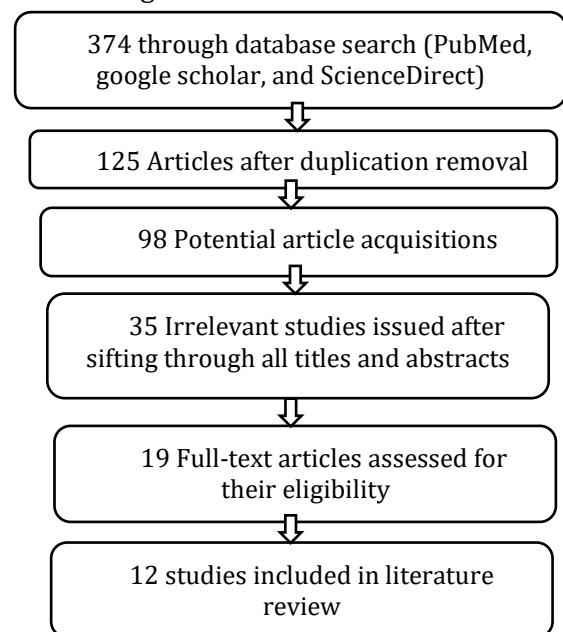 374 through database search (PubMed,
google scholar, and ScienceDirect)
125 Articles after duplication removal
98 Potential article acquisitions
35 Irrelevant studies issued after
sifting through all titles and abstracts
19 Full-text articles assessed for
their eligibility
12 studies included in literature
review